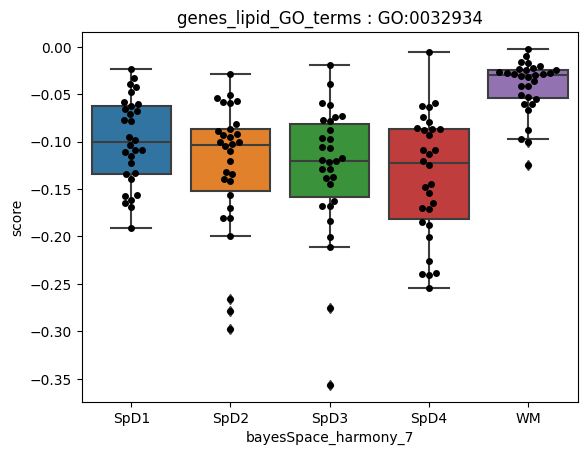 genes_lipid_GO_terms : GO:0032934
0.00
−0.05
−0.10
−0.15
−0.20
−0.25
−0.30
−0.35
score
SpD1 SpD2 SpD3 SpD4 WM
bayesSpace_harmony_7